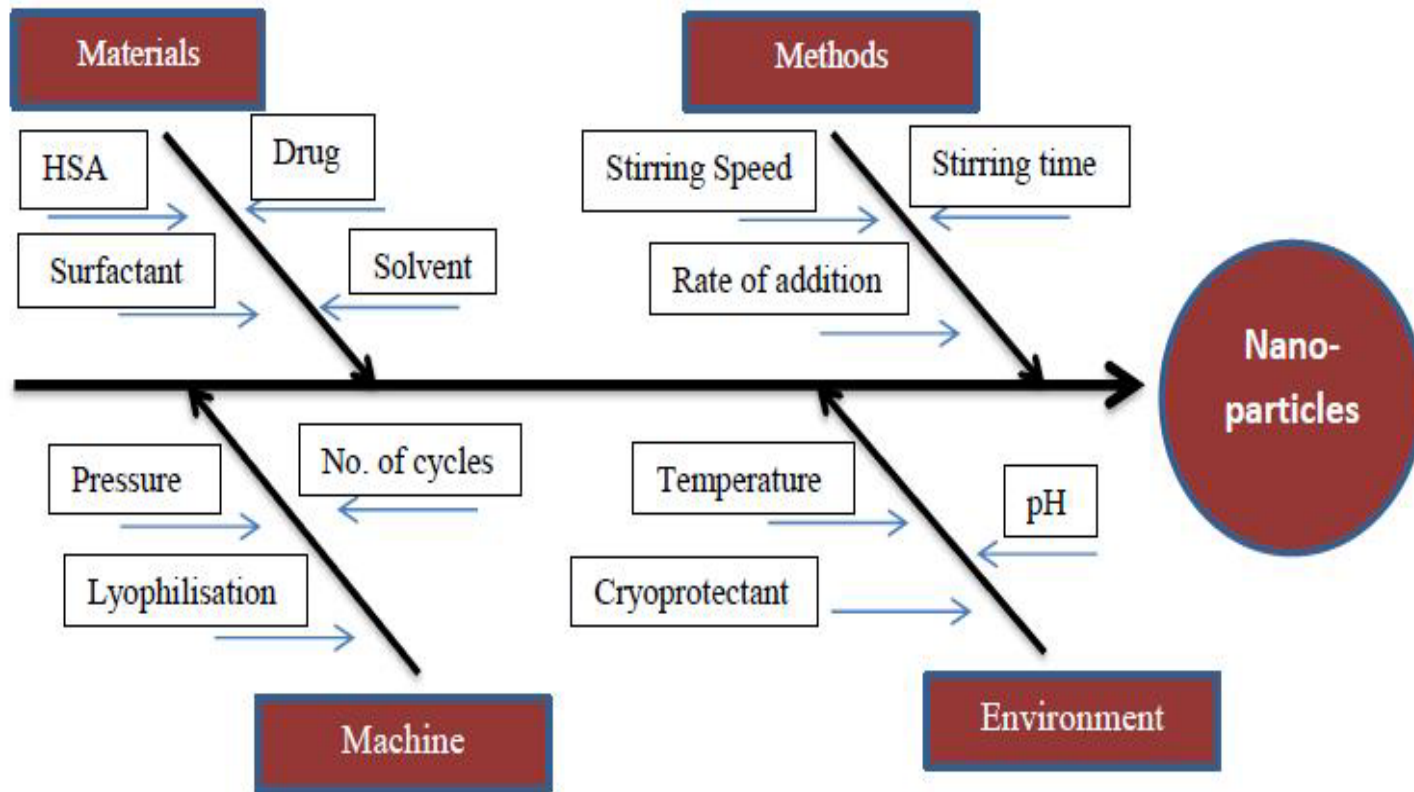 Materials
Methods
HSA
Drug
Stirring Speed
Stirring time
Surfactant
Solvent
Rate of addition
Nano-
particles
Pressure
No. of cycles
Temperature
pH
Lyophilisation
Cryoprotectant
Machine
Environment